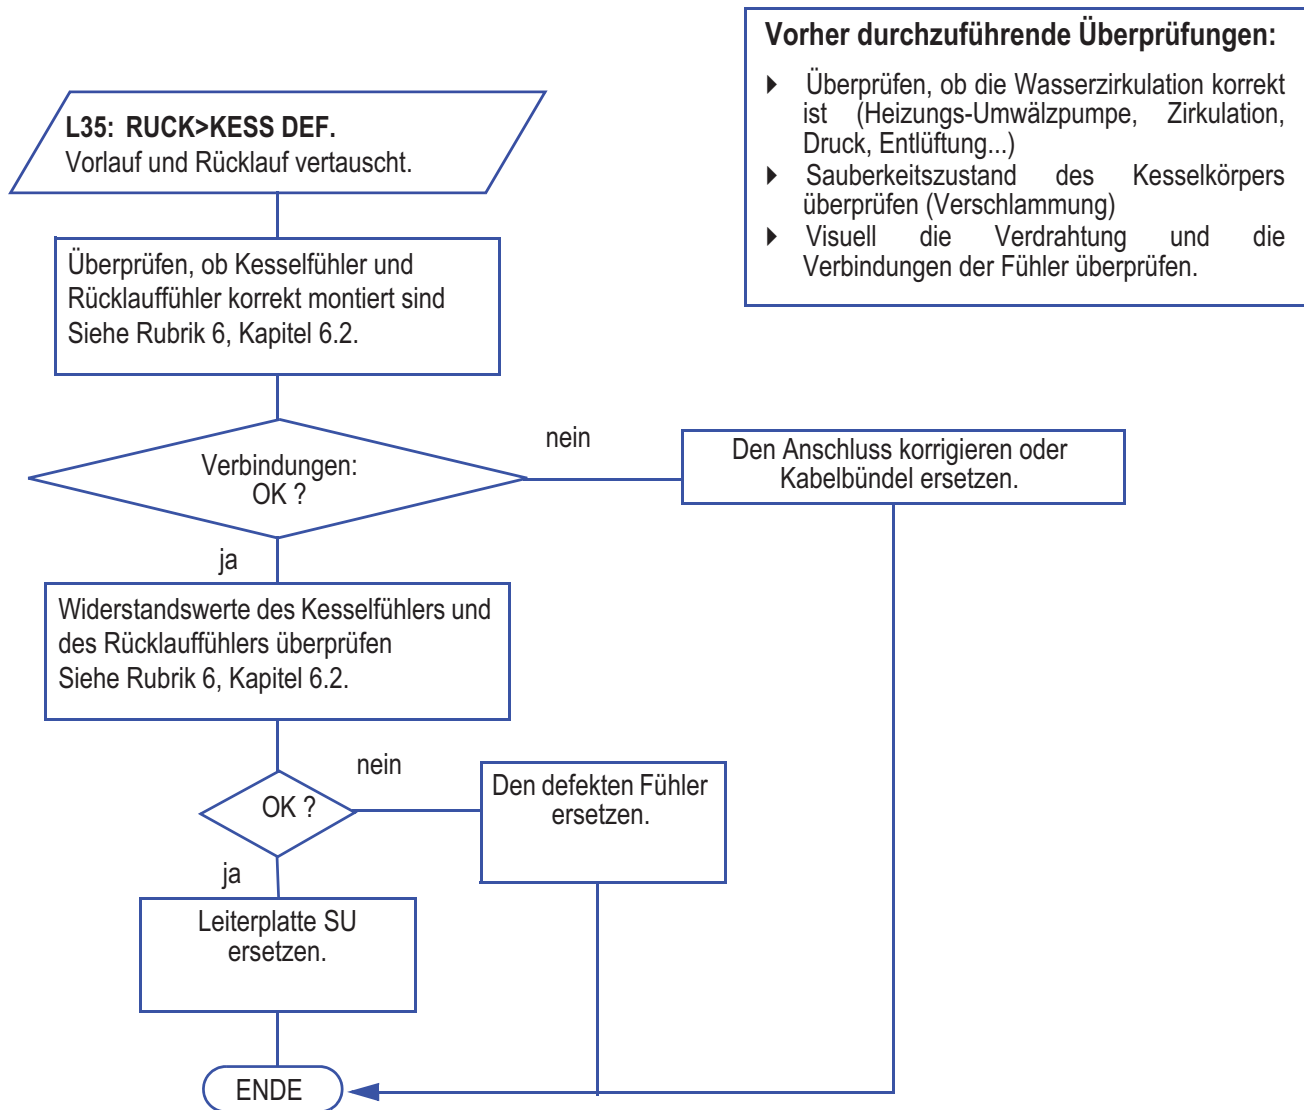 Vorher durchzuführende Überprüfungen:
Überprüfen, ob die Wasserzirkulation korrekt
ist (Heizungs-Umwälzpumpe, Zirkulation,
Druck, Entlüftung...)
Sauberkeitszustand des Kesselkörpers
überprüfen (Verschlammung)
Visuell die Verdrahtung und die
Verbindungen der Fühler überprüfen.
L35: RUCK>KESS DEF.
Vorlauf und Rücklauf vertauscht.
Überprüfen, ob Kesselfühler und
Rücklauffühler korrekt montiert sind
Siehe Rubrik 6, Kapitel 6.2.
Verbindungen:
OK ?
nein
Den Anschluss korrigieren oder
Kabelbündel ersetzen.
ja
Widerstandswerte des Kesselfühlers und
des Rücklauffühlers überprüfen
Siehe Rubrik 6, Kapitel 6.2.
OK ?
nein
Den defekten Fühler
ersetzen.
ja
Leiterplatte SU
ersetzen.
ENDE